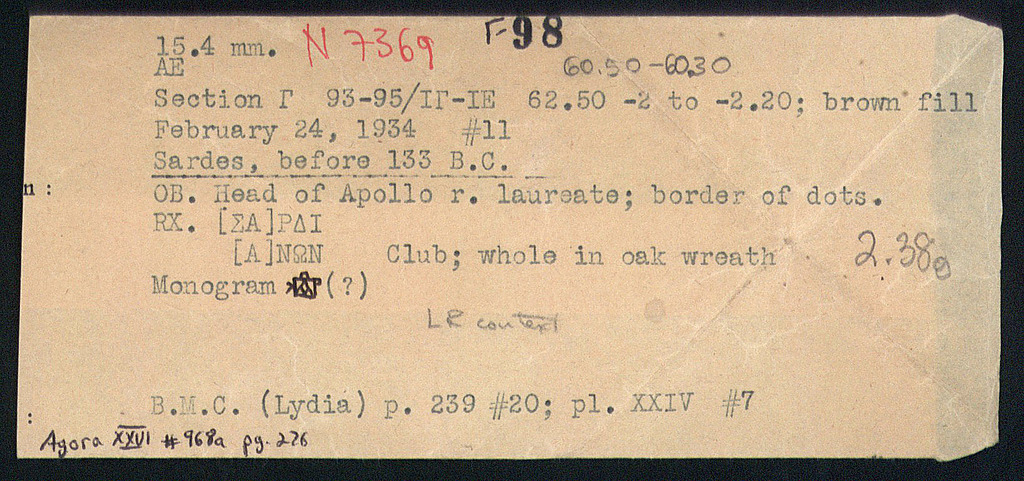 15.4 mm. N 7369 Γ-98
AE 60.50-60.30
Section Γ 93-95/ΙΓ-ΙΕ 62.50 -2 to -2.20; brown fill
February 24, 1934 #11
Sardes, before 133 B.C.
n: OB. Head of Apollo r. laureate; border of dots.
RX. [ΣΑ]ΡΔΙ
[Α]ΝΩΝ Club; whole in oak wreath 2.38g
Monogram (?)
LR context
B.M.C. (Lydia) p. 239 #20; pl. XXIV #7
:
Agora XXVI #968a pg. 276